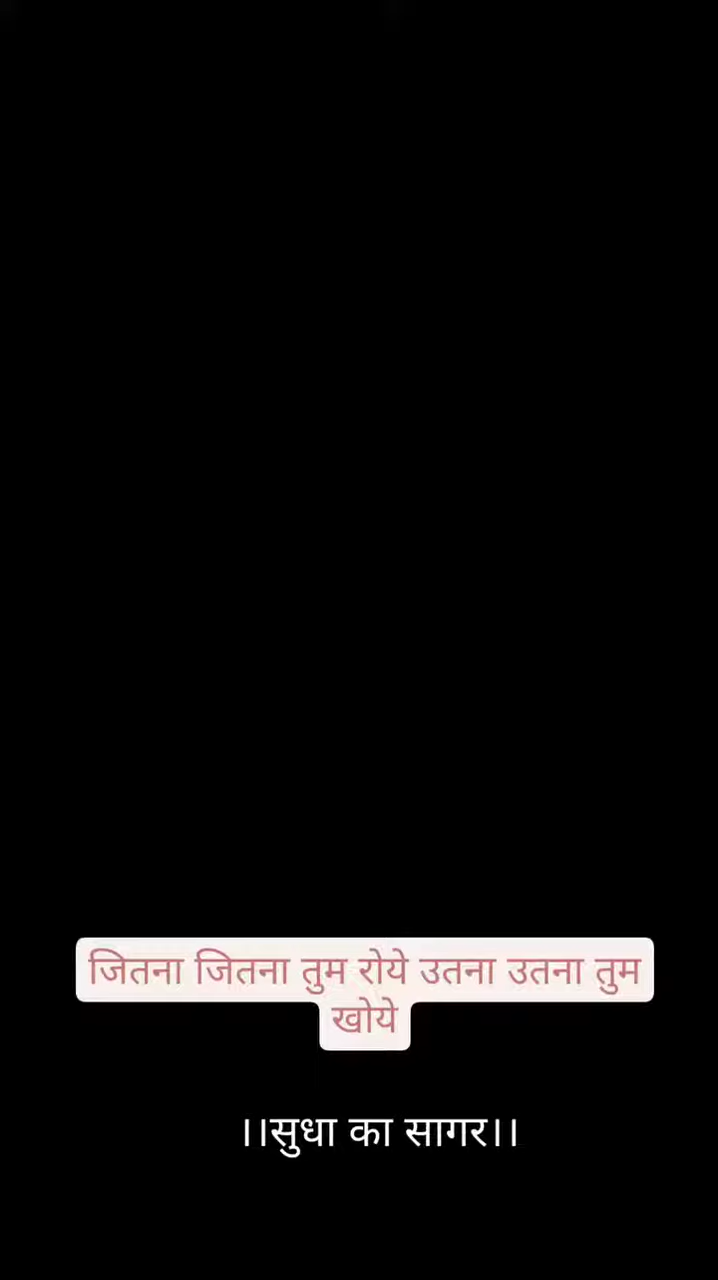 जितना जितना तुम रोये उतना उतना तुम
खोये
।।सुधा का सागर।।